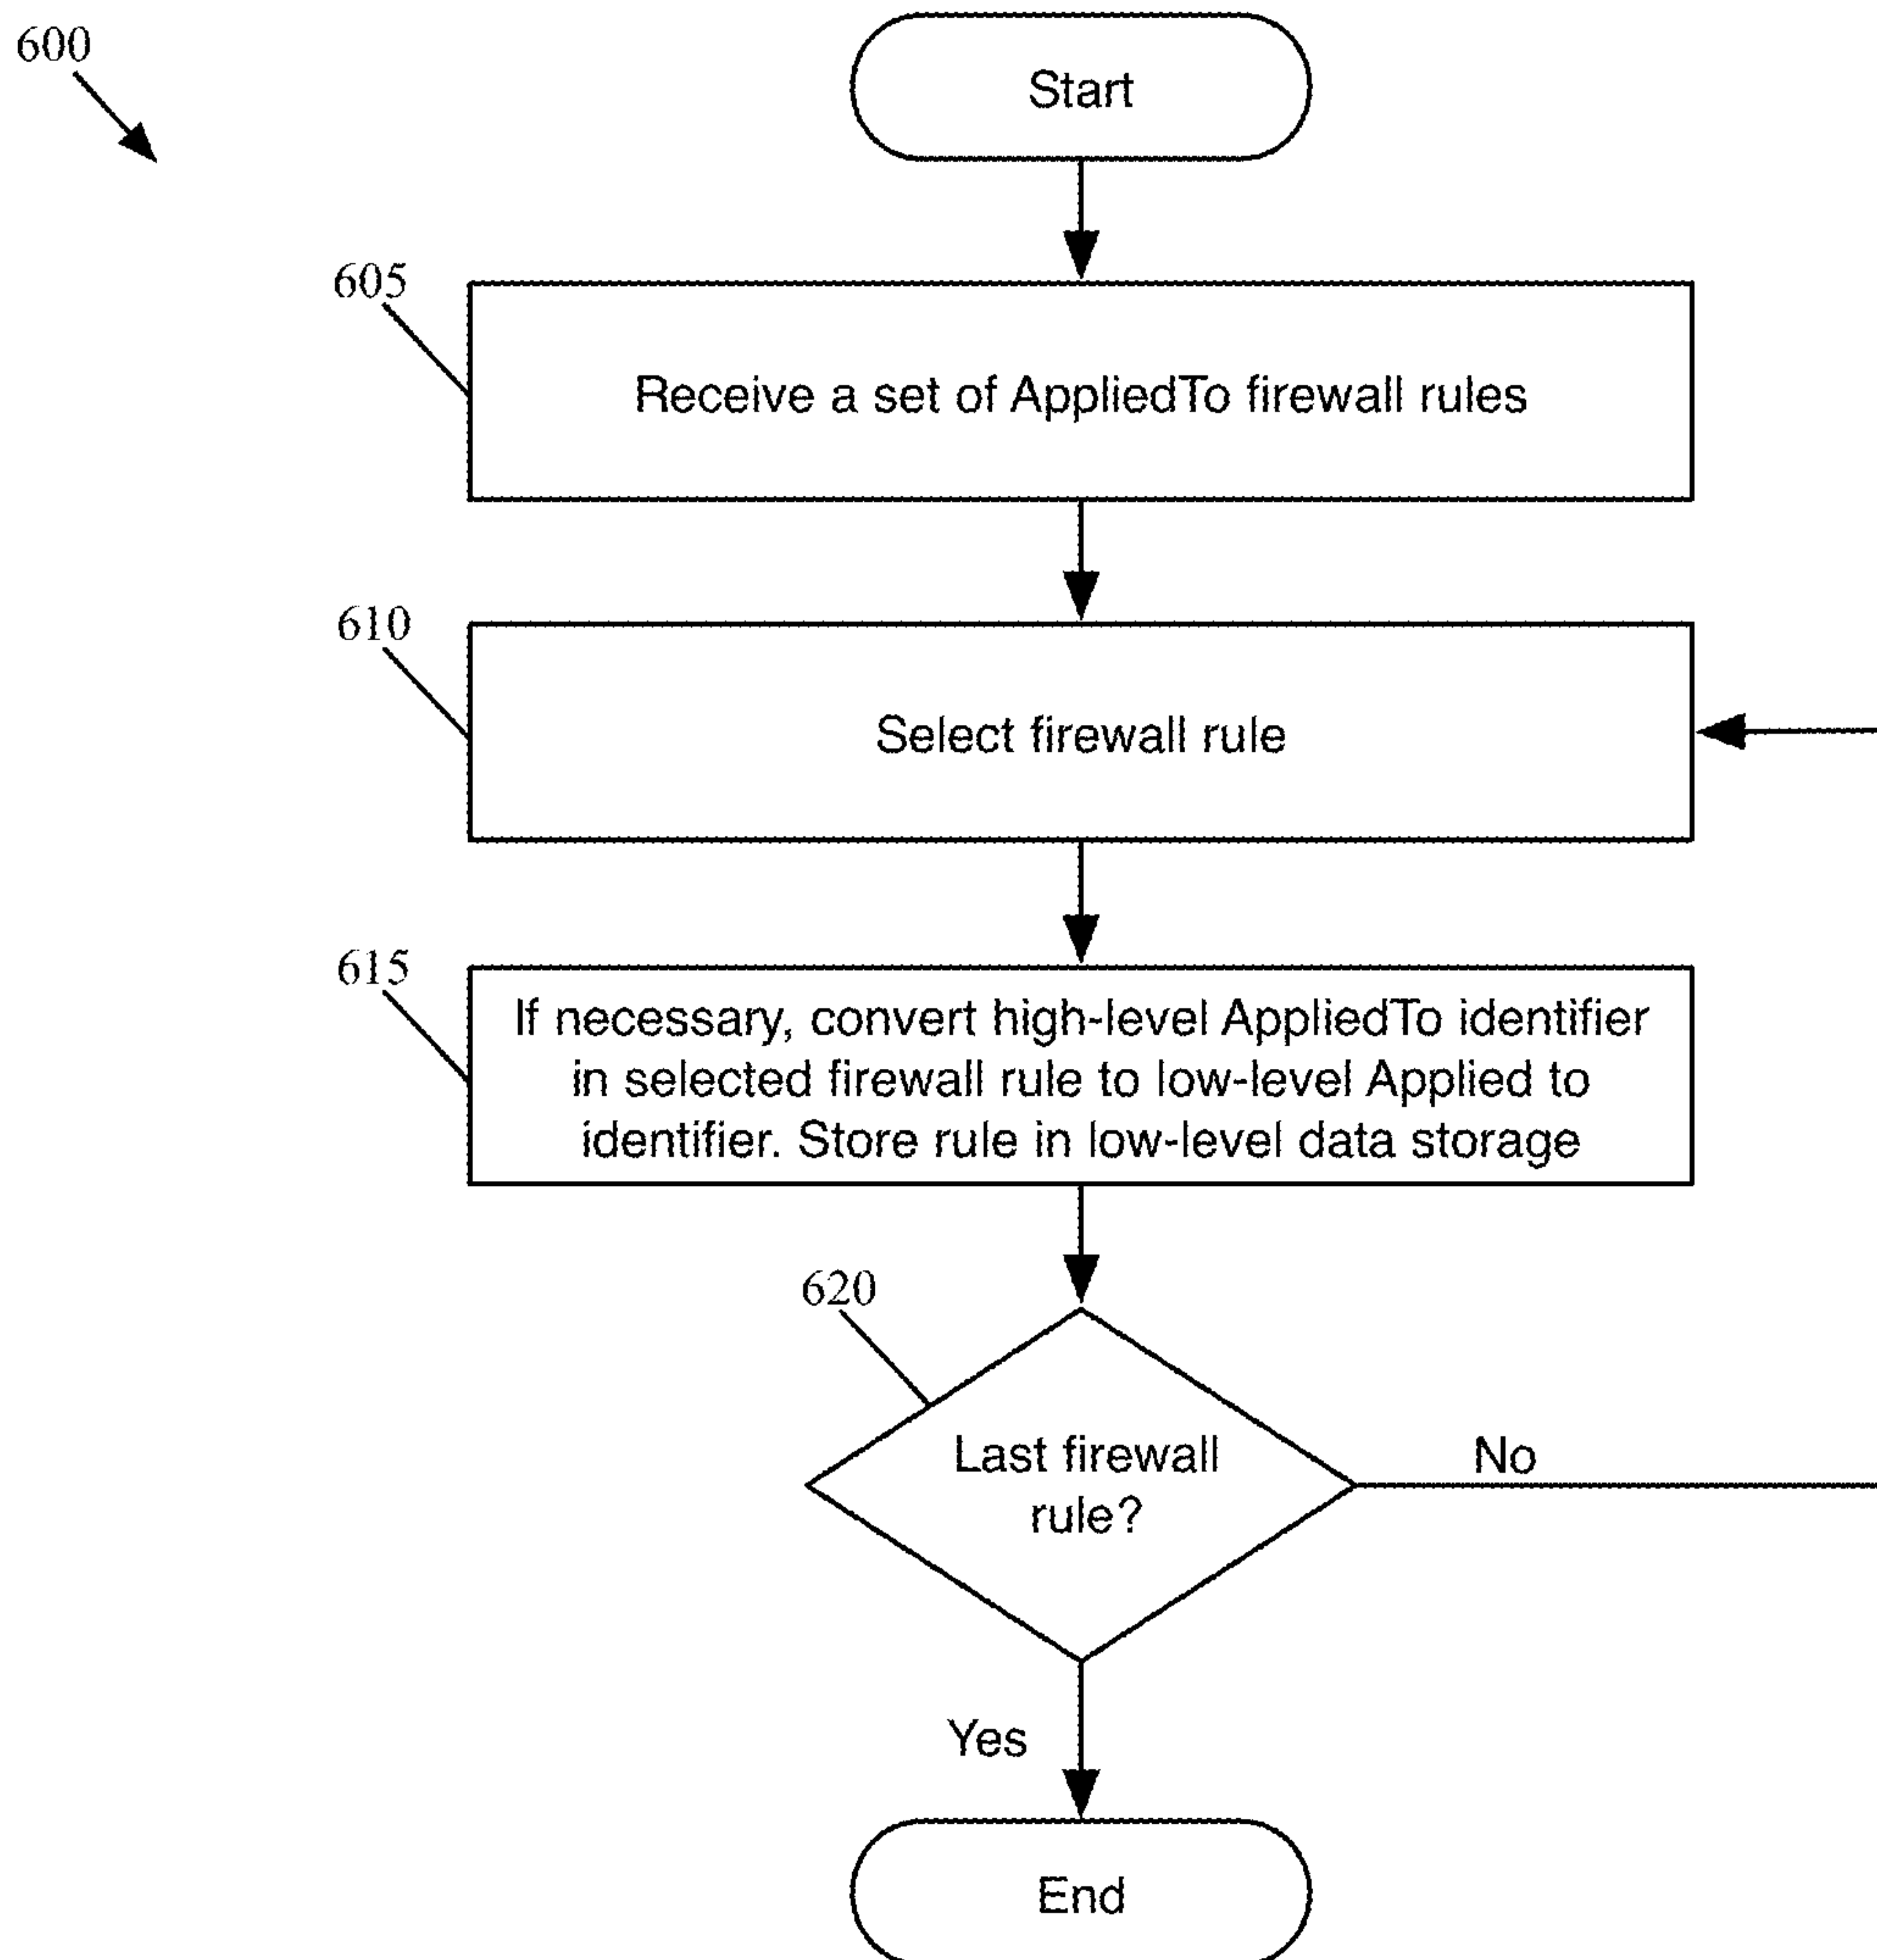 600
Start
605
Receive a set of AppliedTo firewall rules
610
Select firewall rule
615
If necessary, convert high-level AppliedTo identifier
in selected firewall rule to low-level Applied to
identifier. Store rule in low-level data storage
620
Last firewall
rule?
No
Yes
End